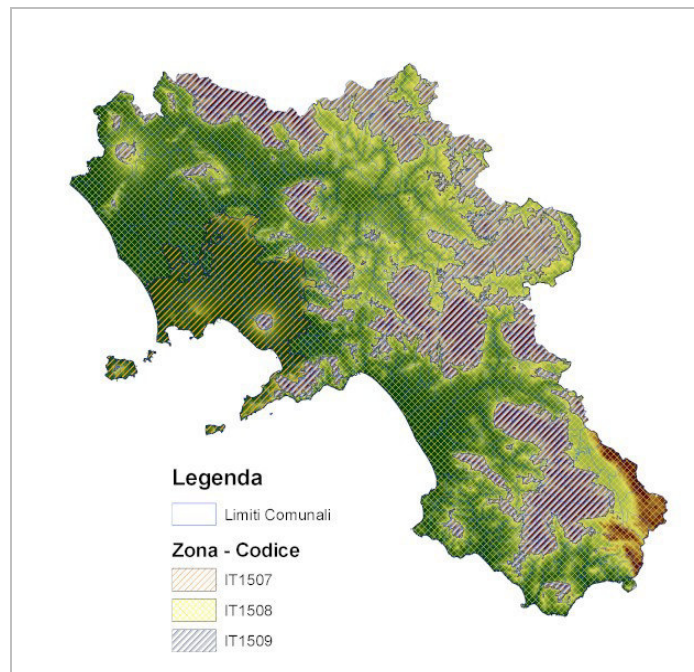 Legenda
Limiti Comunali
Zona - Codice
IT1507
IT1508
IT1509